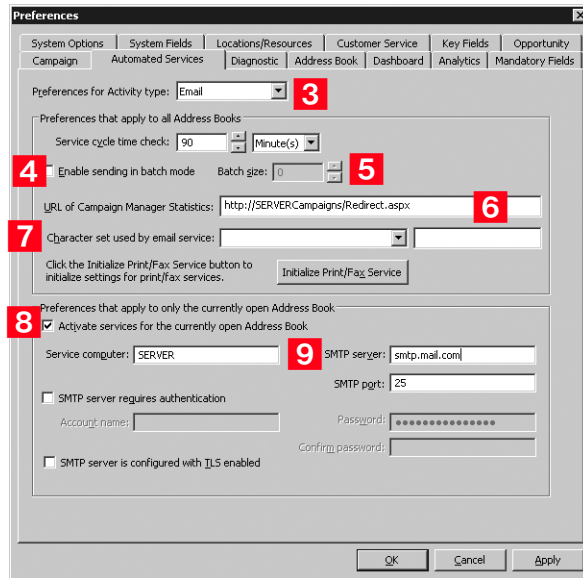 Preferences
System Options System Fields Locations/Resources Customer Service Key Fields Opportunity
Campaign Automated Services Diagnostic Address Book Dashboard Analytics Mandatory Fields
Preferences for Activity type: Email 3
Preferences that apply to all Address Books
Service cycle time check: 90 Minute(s)
4 Enable sending in batch mode Batch size: 0 5
URL of Campaign Manager Statistics: http://SERVERCampaigns/Redirect.aspx 6
7 Character set used by email service:
Click the Initialize Print/Fax Service button to
initialize settings for print/fax services.
Initialize Print/Fax Service
Preferences that apply to only the currently open Address Book
8 Activate services for the currently open Address Book
Service computer: SERVER 9 SMTP server: smtp.mail.com
SMTP port: 25
SMTP server requires authentication
Account name: Password: ●●●●●●●●●●●●●●●
Confirm password:
SMTP server is configured with TLS enabled
OK Cancel Apply